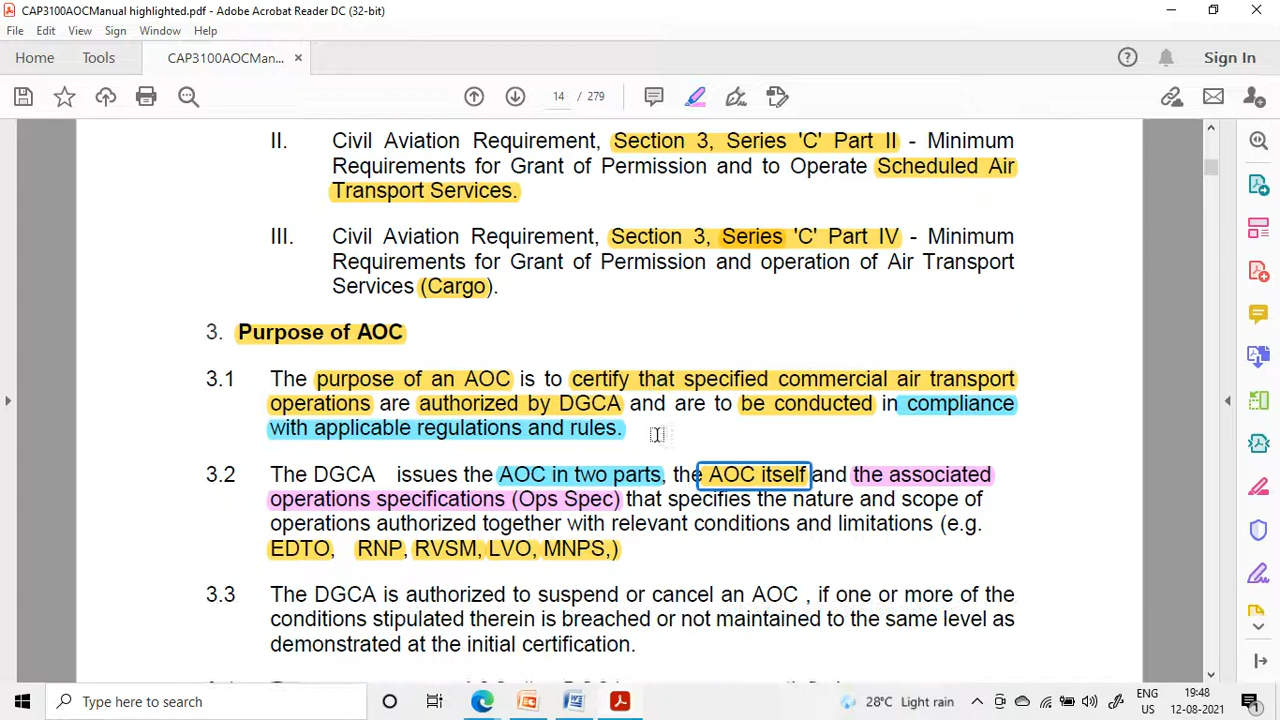 CAP3100AOCManual highlighted.pdf - Adobe Acrobat Reader DC (32-bit)
File Edit View Sign Window Help
Home Tools CAP3100AOCMan... × Sign In
14 / 279
II. Civil Aviation Requirement, Section 3, Series 'C' Part II - Minimum
Requirements for Grant of Permission and to Operate Scheduled Air
Transport Services.
III. Civil Aviation Requirement, Section 3, Series 'C' Part IV - Minimum
Requirements for Grant of Permission and operation of Air Transport
Services (Cargo).
3. Purpose of AOC
3.1 The purpose of an AOC is to certify that specified commercial air transport
operations are authorized by DGCA and are to be conducted in compliance
with applicable regulations and rules.
3.2 The DGCA issues the AOC in two parts, the AOC itself and the associated
operations specifications (Ops Spec) that specifies the nature and scope of
operations authorized together with relevant conditions and limitations (e.g.
EDTO, RNP, RVSM, LVO, MNPS,)
3.3 The DGCA is authorized to suspend or cancel an AOC , if one or more of the
conditions stipulated therein is breached or not maintained to the same level as
demonstrated at the initial certification.
Type here to search
28°C Light rain
ENG
US
19:48
12-08-2021